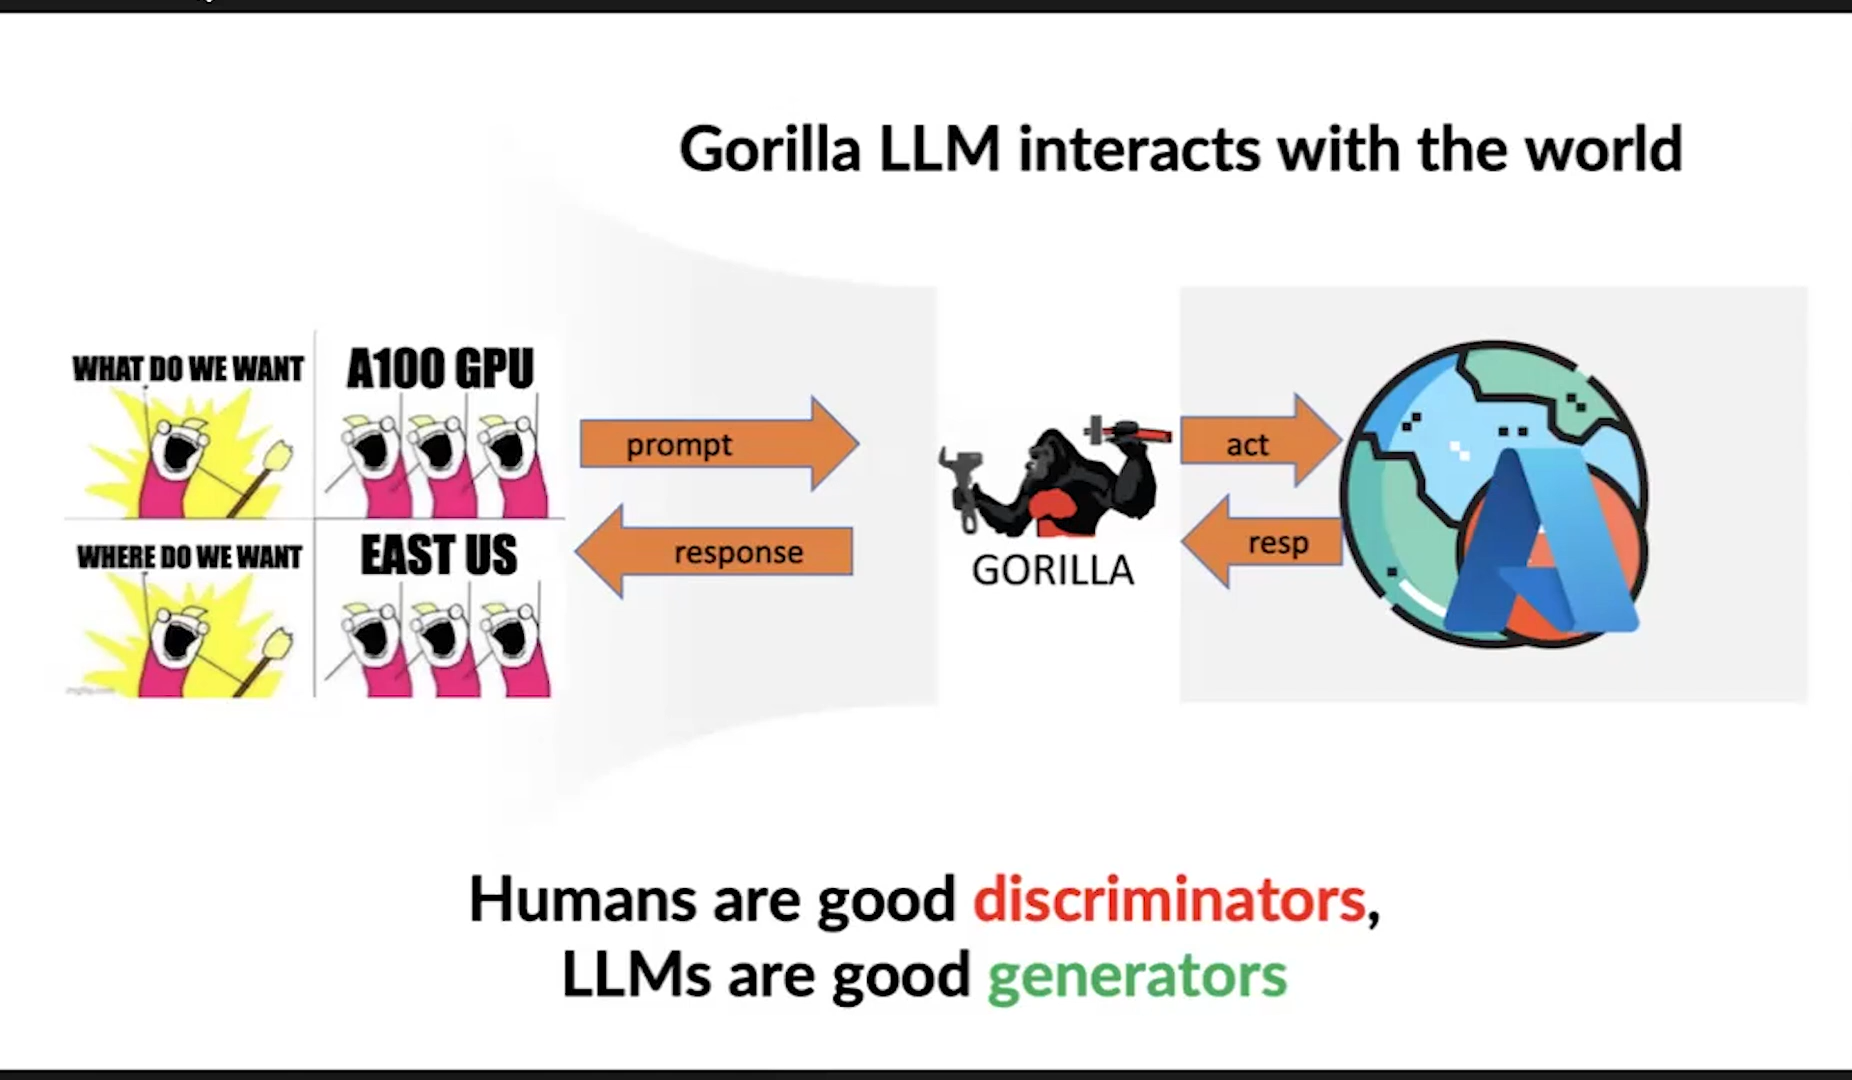 Gorilla LLM interacts with the world
WHAT DO WE WANT
A100 GPU
WHERE DO WE WANT
EAST US
prompt
response
GORILLA
act
resp
Humans are good discriminators,
LLMs are good generators